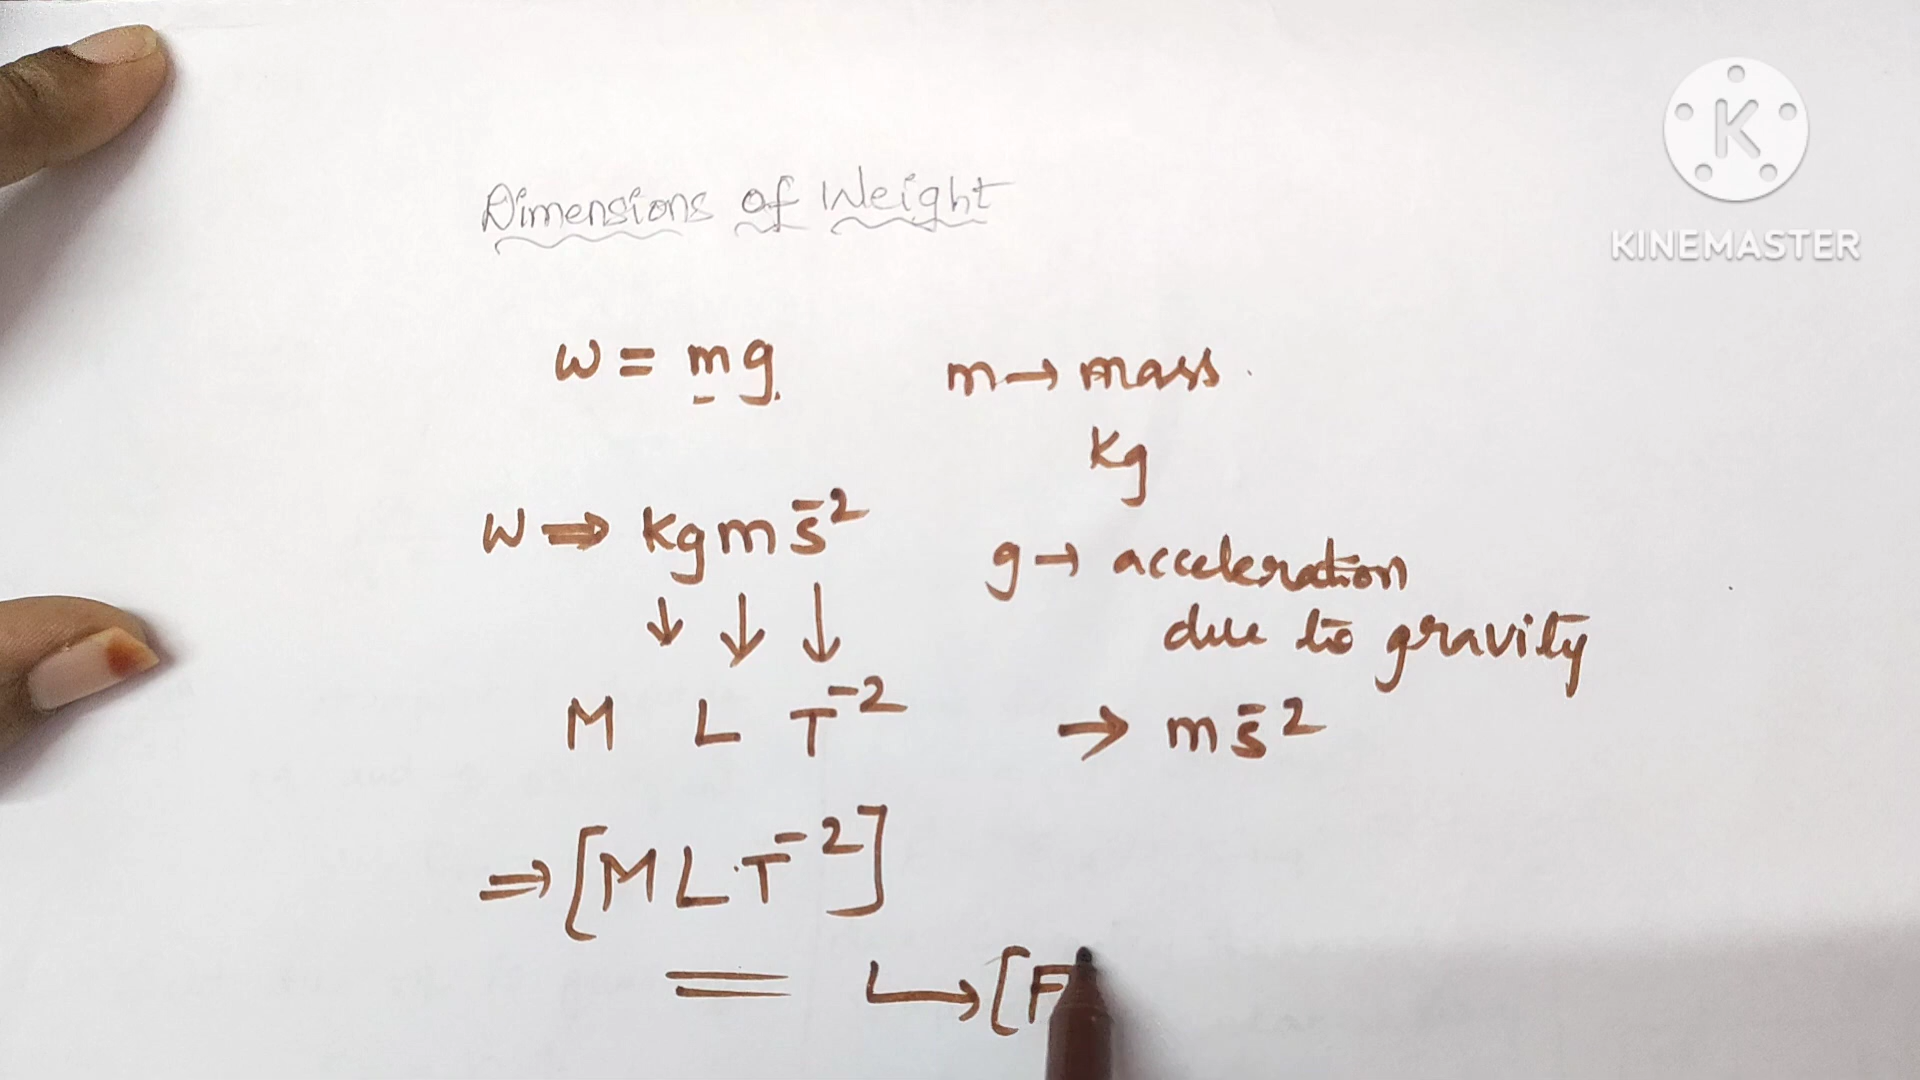 K
KINEMASTER
Dimensions of Weight
W = mg
m → mass
kg
W ⇒ kg m s⁻²
g → acceleration
due to gravity
↓ ↓ ↓
M L T⁻²
→ m s⁻²
⇒ [M L T⁻²]
↳ [F